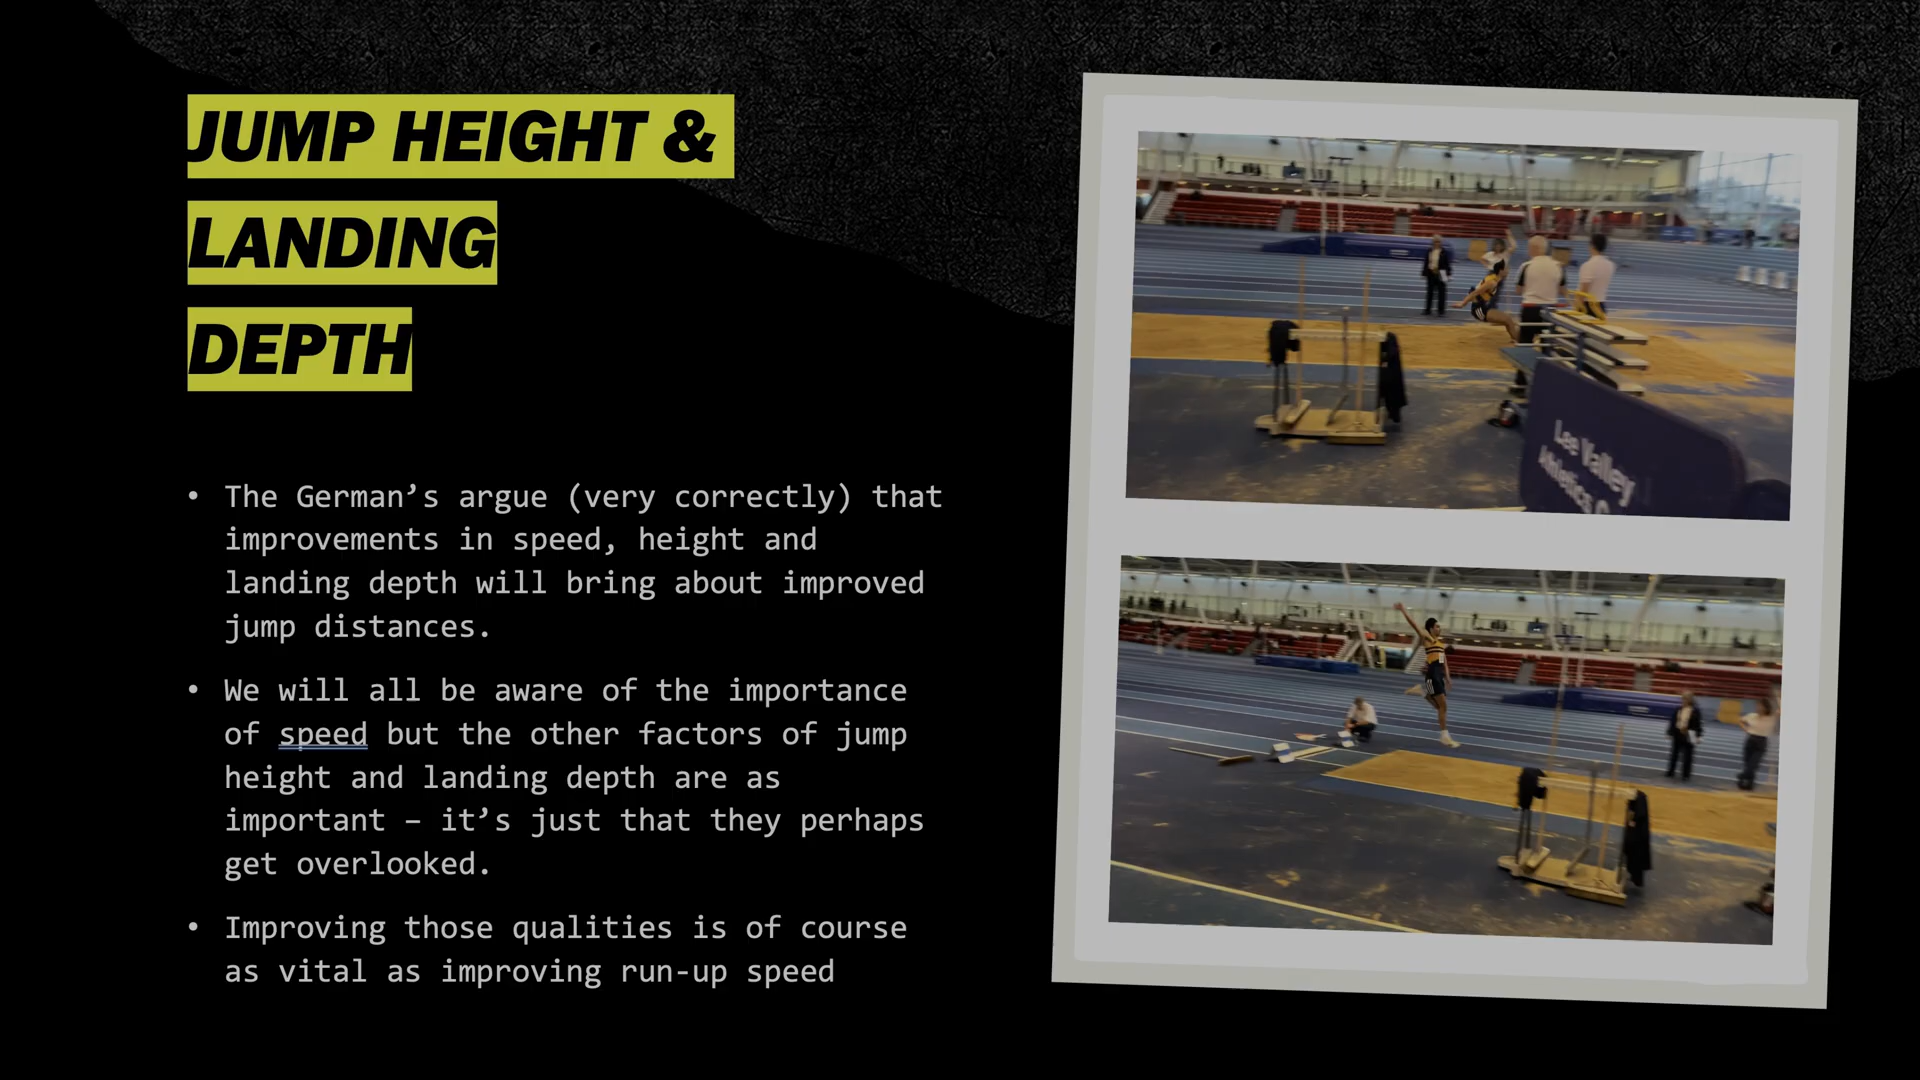 JUMP HEIGHT &
LANDING
DEPTH
• The German’s argue (very correctly) that
improvements in speed, height and
landing depth will bring about improved
jump distances.
• We will all be aware of the importance
of speed but the other factors of jump
height and landing depth are as
important – it’s just that they perhaps
get overlooked.
• Improving those qualities is of course
as vital as improving run-up speed
Lee Valley
Athletics